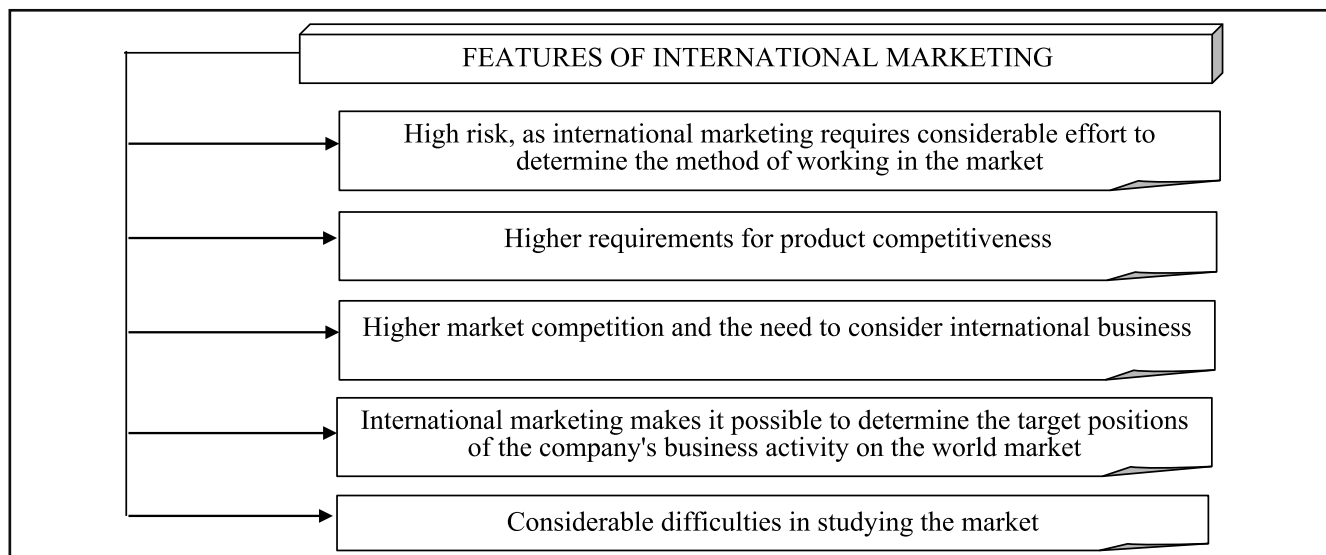 FEATURES OF INTERNATIONAL MARKETING
High risk, as international marketing requires considerable effort to
determine the method of working in the market
Higher requirements for product competitiveness
Higher market competition and the need to consider international business
International marketing makes it possible to determine the target positions
of the company's business activity on the world market
Considerable difficulties in studying the market